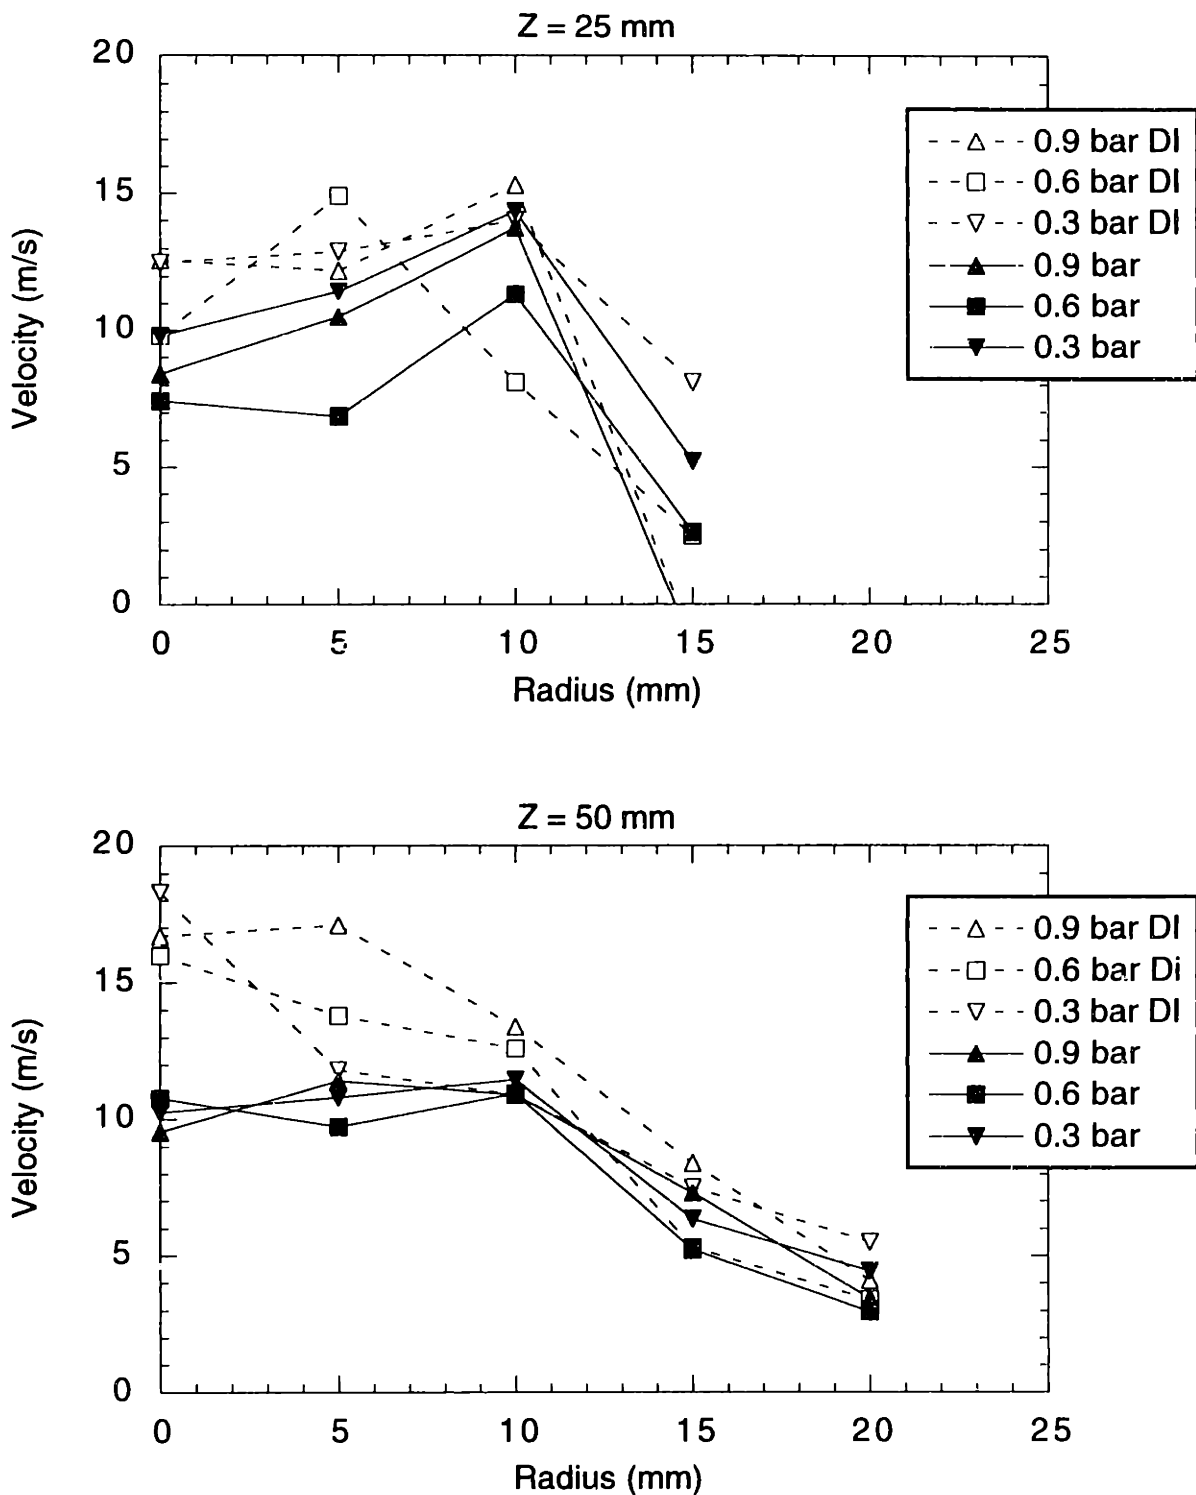 Z = 25 mm
20
15
10
5
0
Velocity (m/s)
0 5 10 15 20 25
Radius (mm)
0.9 bar DI
0.6 bar DI
0.3 bar DI
0.9 bar
0.6 bar
0.3 bar
Z = 50 mm
20
15
10
5
0
Velocity (m/s)
0 5 10 15 20 25
Radius (mm)
0.9 bar DI
0.6 bar Di
0.3 bar DI
0.9 bar
0.6 bar
0.3 bar